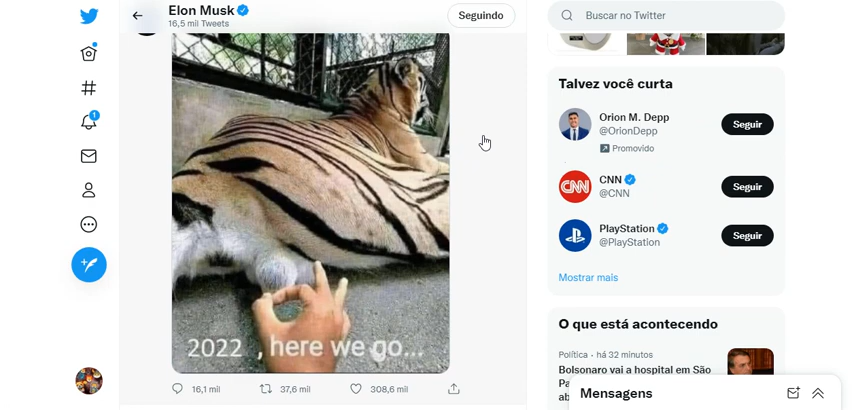 Elon Musk
16,5 mil Tweets
Seguindo
2022 , here we go...
16,1 mil
37,6 mil
308,6 mil
1
Buscar no Twitter
Talvez você curta
Orion M. Depp
@OrionDepp
Promovido
Seguir
CNN
CNN
@CNN
Seguir
PlayStation
@PlayStation
Seguir
Mostrar mais
O que está acontecendo
Política · há 32 minutos
Bolsonaro vai a hospital em São
Mensagens